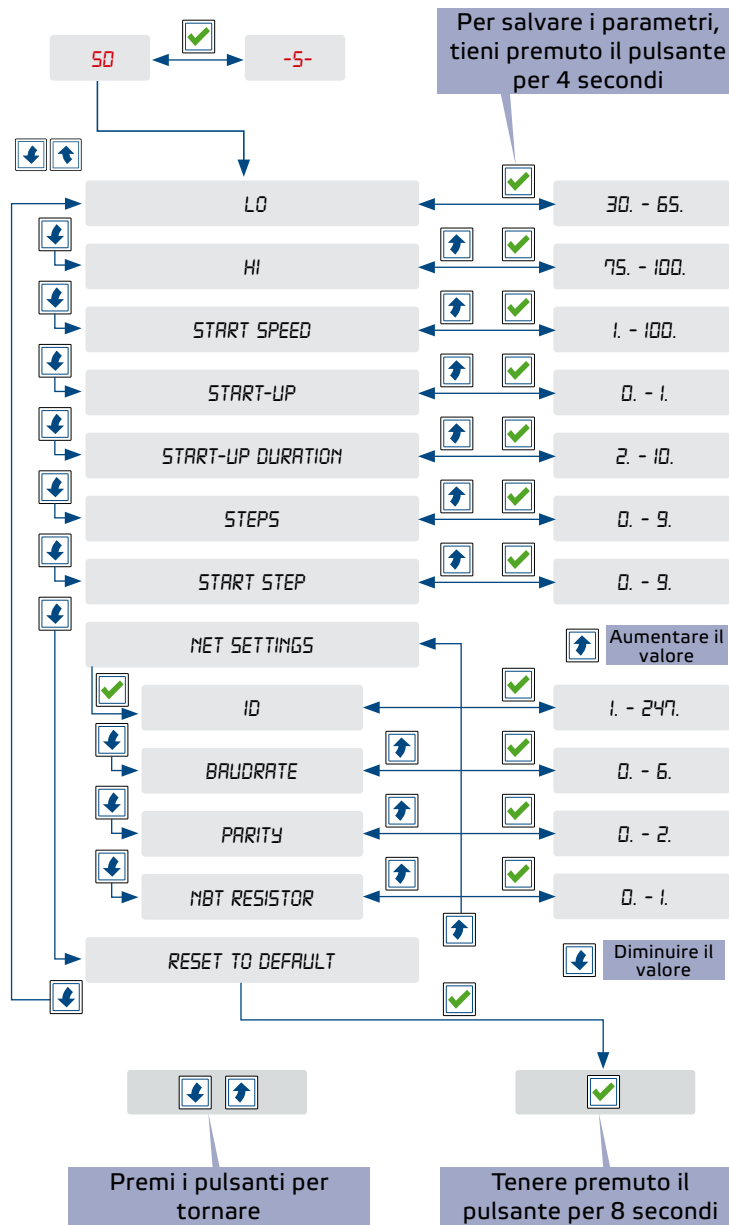 Per salvare i parametri,
tieni premuto il pulsante
per 4 secondi
50
-5-
LO
30. - 65.
HI
75. - 100.
START SPEED
1. - 100.
START-UP
0. - 1.
START-UP DURATION
2. - 10.
STEPS
0. - 9.
START STEP
0. - 9.
NET SETTINGS
Aumentare il
valore
ID
1. - 247.
BAUDRATE
0. - 6.
PARITY
0. - 2.
NBT RESISTOR
0. - 1.
RESET TO DEFAULT
Diminuire il
valore
Premi i pulsanti per
tornare
Tenere premuto il
pulsante per 8 secondi